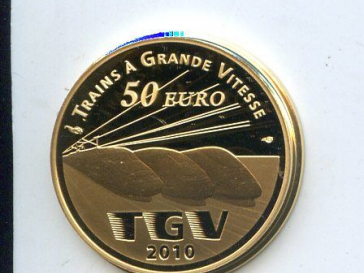 TRAINS À GRANDE VITESSE
50 EURO
TGV
2010